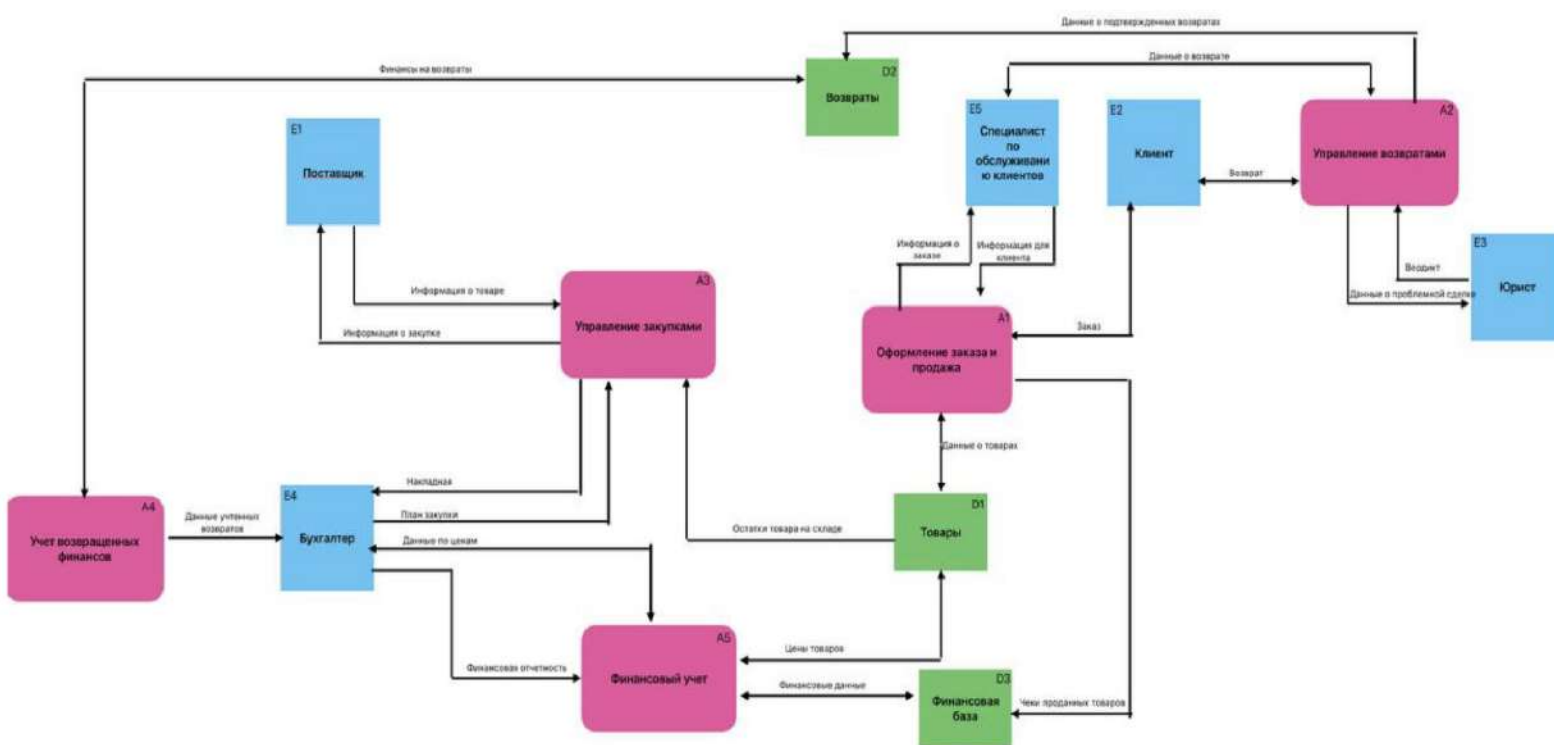 Данные о подтвержденных возвратах
Финансы на возвраты
D2
Возвраты
Данные о возврате
E1
Поставщик
E5
Специалист
по
обслуживани
ю клиентов
E2
Клиент
A2
Управление возвратами
Возврат
E3
Юрист
Информация о
заказе
Информация для
клиента
Вердикт
Данные о проблемной сделке
Информация о товаре
Информация о закупке
A3
Управление закупками
A1
Оформление заказа и
продажа
Заказ
Данные о товарах
A4
Учет возвращенных
финансов
Данные учтенных
возвратов
E4
Бухгалтер
Накладная
План закупки
Данные по ценам
Остатки товара на складе
D1
Товары
Финансовая отчетность
A5
Финансовый учет
Цены товаров
Финансовые данные
D3
Финансовая
база
Чеки проданных товаров